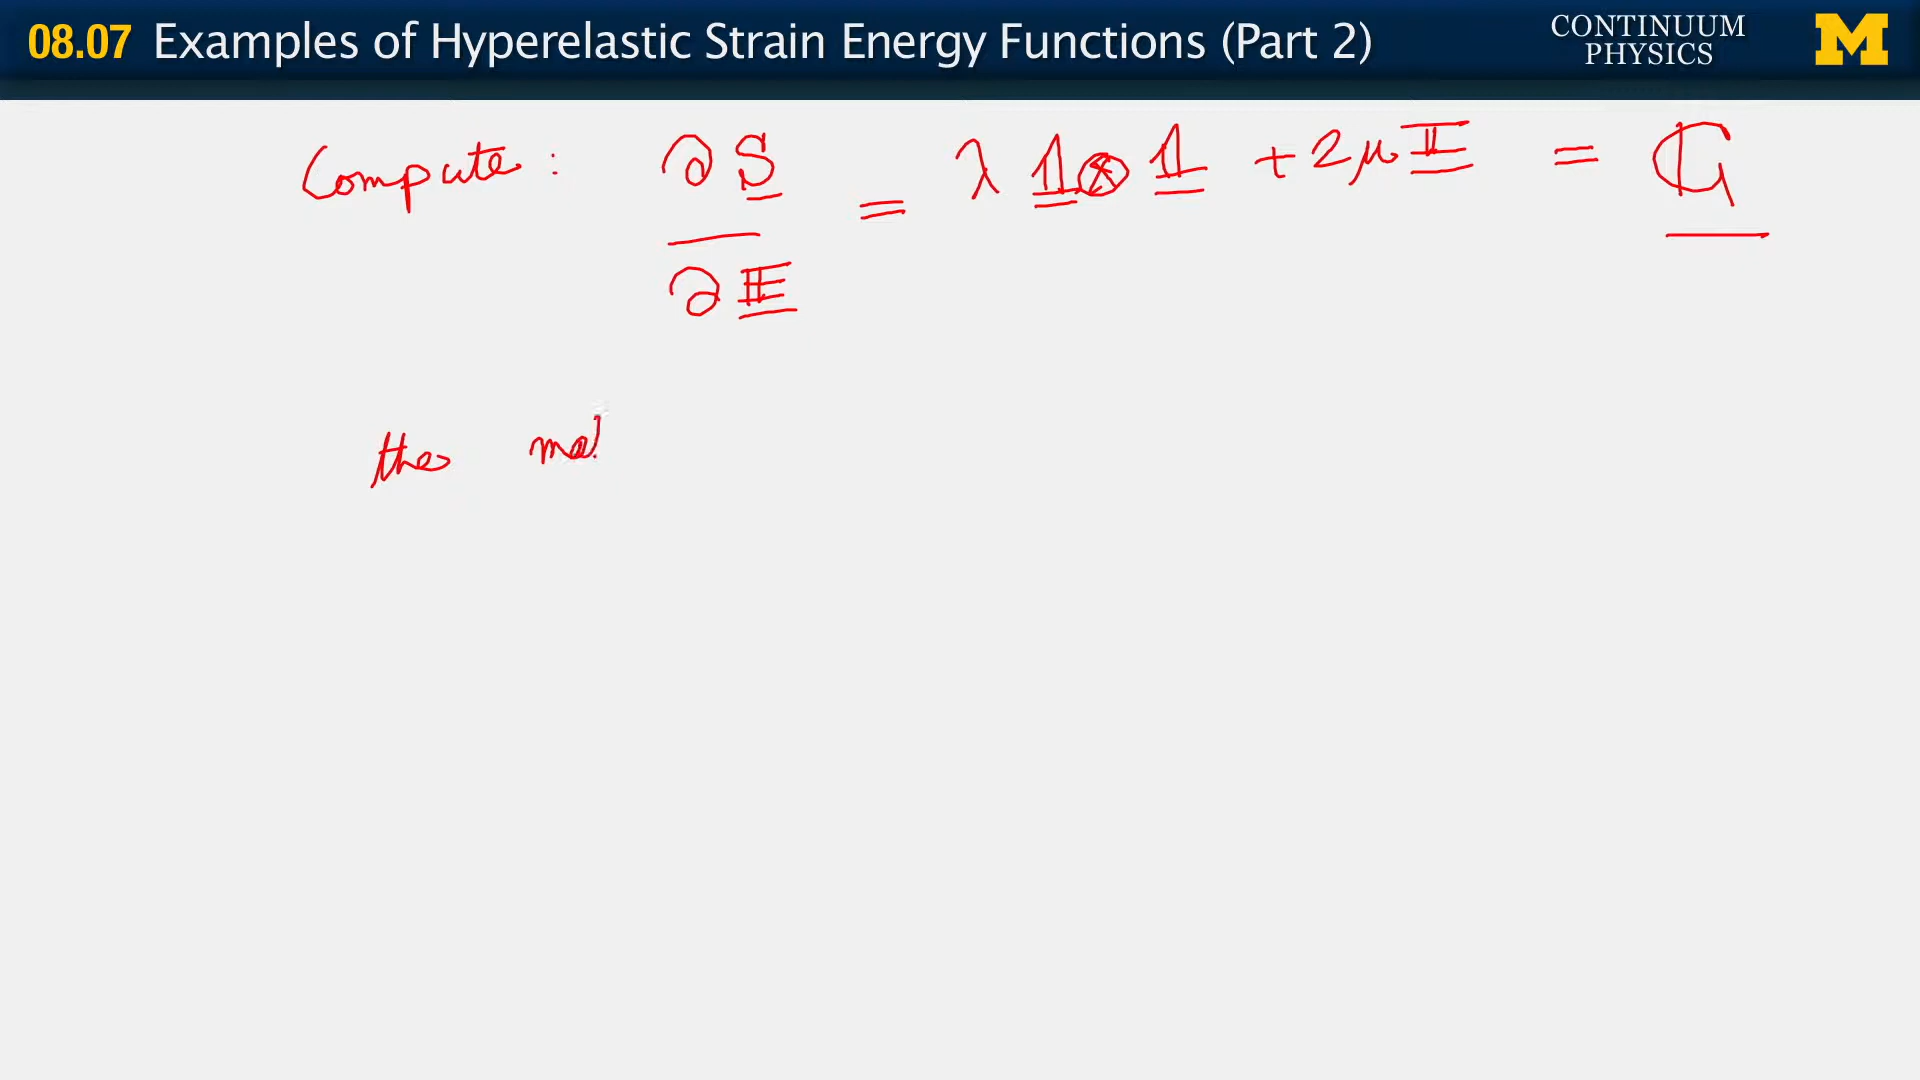 08.07 Examples of Hyperelastic Strain Energy Functions (Part 2)
CONTINUUM
PHYSICS
M
Compute : ∂S / ∂E = λ 1 ⊗ 1 + 2μ 𝕀 = ℂ
the